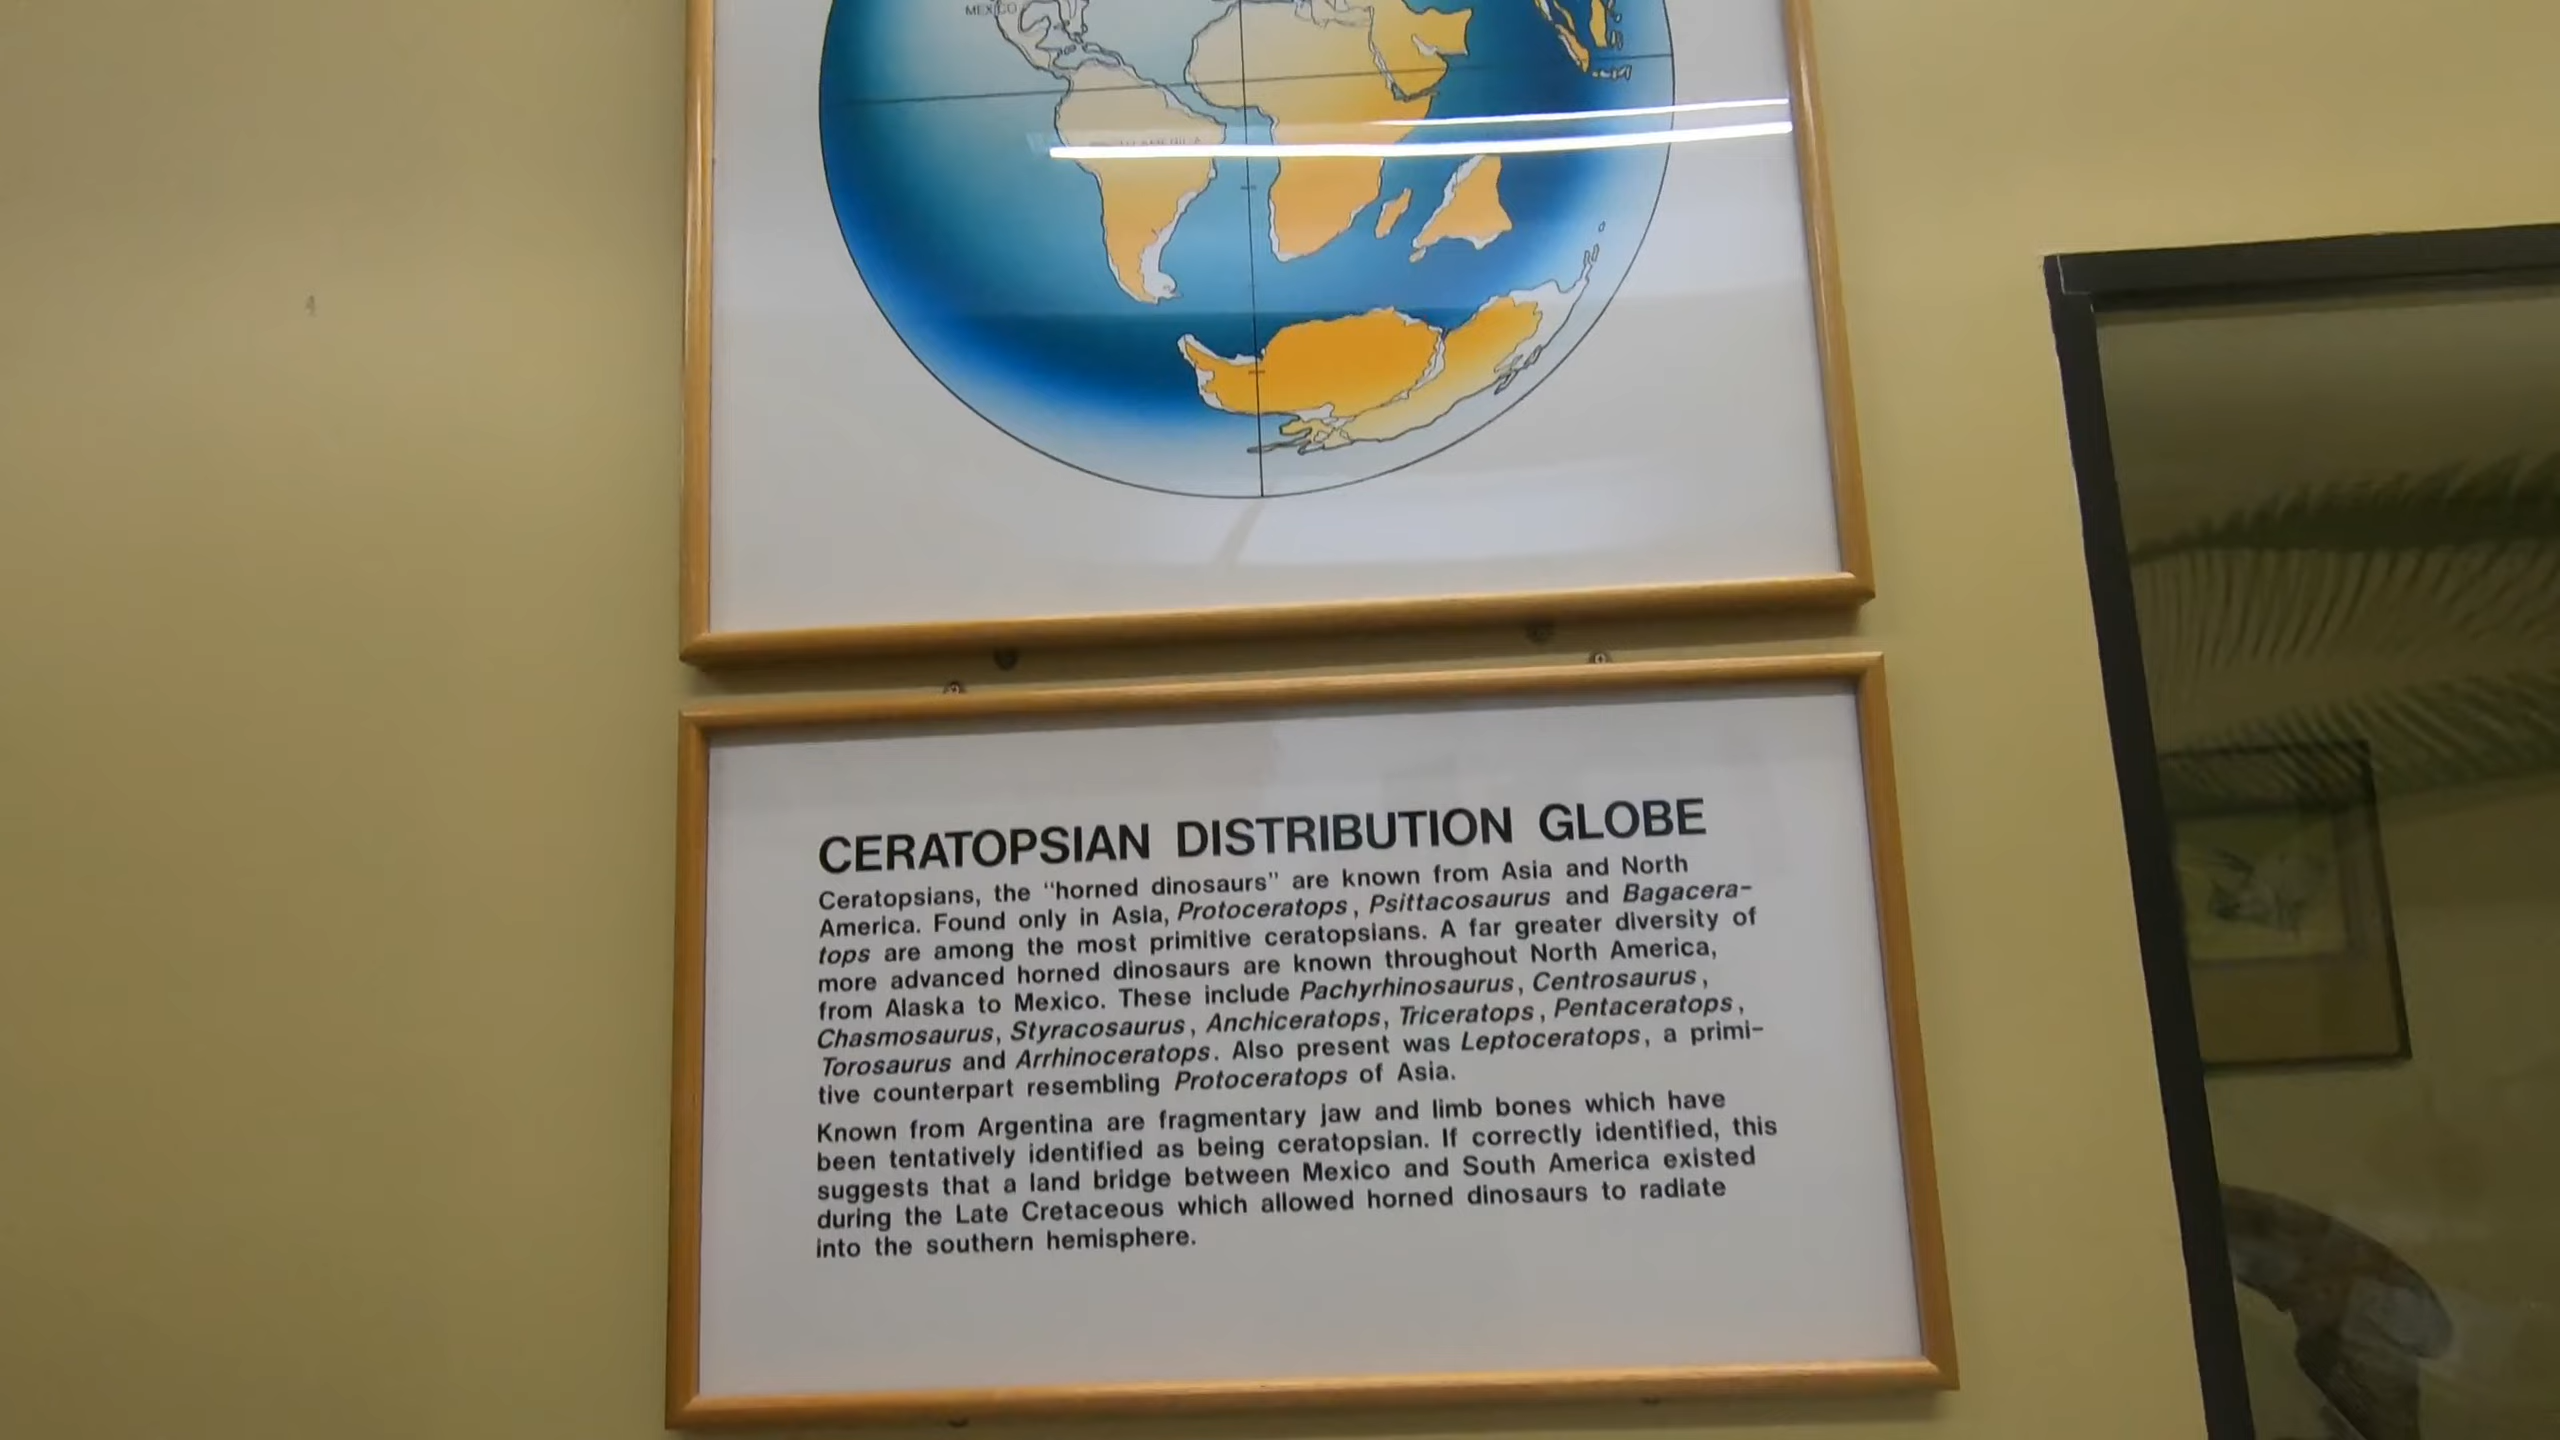 MEXICO
CERATOPSIAN DISTRIBUTION GLOBE
Ceratopsians, the "horned dinosaurs" are known from Asia and North
America. Found only in Asia, Protoceratops, Psittacosaurus and Bagacera-
tops are among the most primitive ceratopsians. A far greater diversity of
more advanced horned dinosaurs are known throughout North America,
from Alaska to Mexico. These include Pachyrhinosaurus, Centrosaurus,
Chasmosaurus, Styracosaurus, Anchiceratops, Triceratops, Pentaceratops,
Torosaurus and Arrhinoceratops. Also present was Leptoceratops, a primi-
tive counterpart resembling Protoceratops of Asia.
Known from Argentina are fragmentary jaw and limb bones which have
been tentatively identified as being ceratopsian. If correctly identified, this
suggests that a land bridge between Mexico and South America existed
during the Late Cretaceous which allowed horned dinosaurs to radiate
into the southern hemisphere.